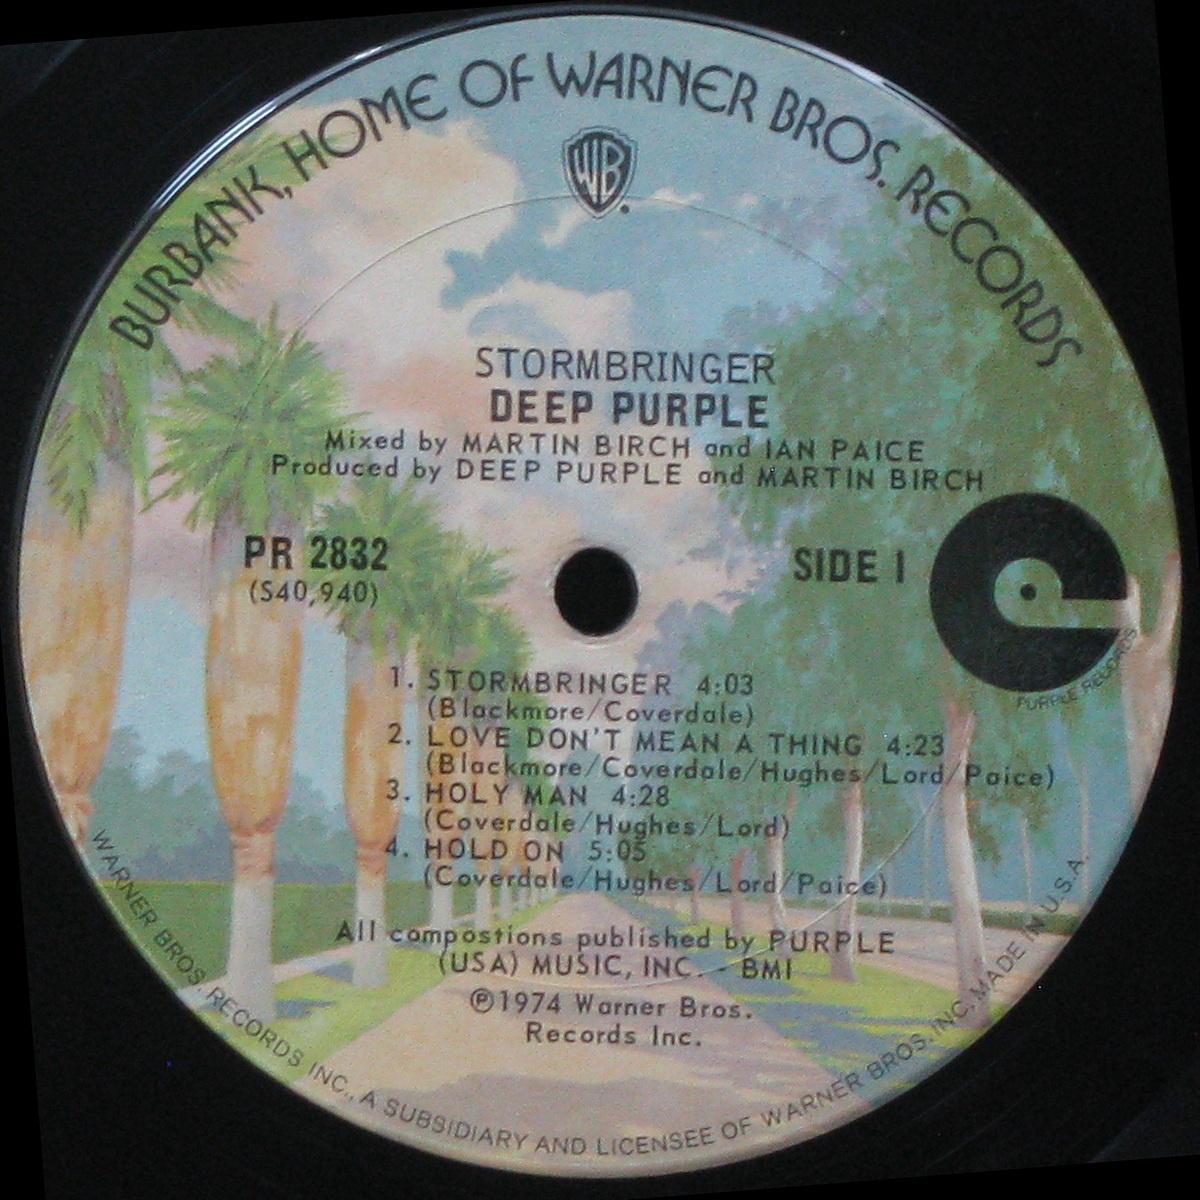 BURBANK, HOME OF WARNER BROS. RECORDS
WB
STORMBRINGER
DEEP PURPLE
Mixed by MARTIN BIRCH and IAN PAICE
Produced by DEEP PURPLE and MARTIN BIRCH
PR 2832
(S40,940)
SIDE 1
PURPLE RECORDS
1. STORMBRINGER 4:03
(Blackmore/Coverdale)
2. LOVE DON'T MEAN A THING 4:23
(Blackmore/Coverdale/Hughes/Lord/Paice)
3. HOLY MAN 4:28
(Coverdale/Hughes/Lord)
4. HOLD ON 5:05
(Coverdale/Hughes/Lord/Paice)
All compostions published by PURPLE
(USA) MUSIC, INC. - BMI
Ⓟ1974 Warner Bros.
Records Inc.
WARNER BROS. RECORDS INC., A SUBSIDIARY AND LICENSEE OF WARNER BROS. INC. MADE IN U.S.A.